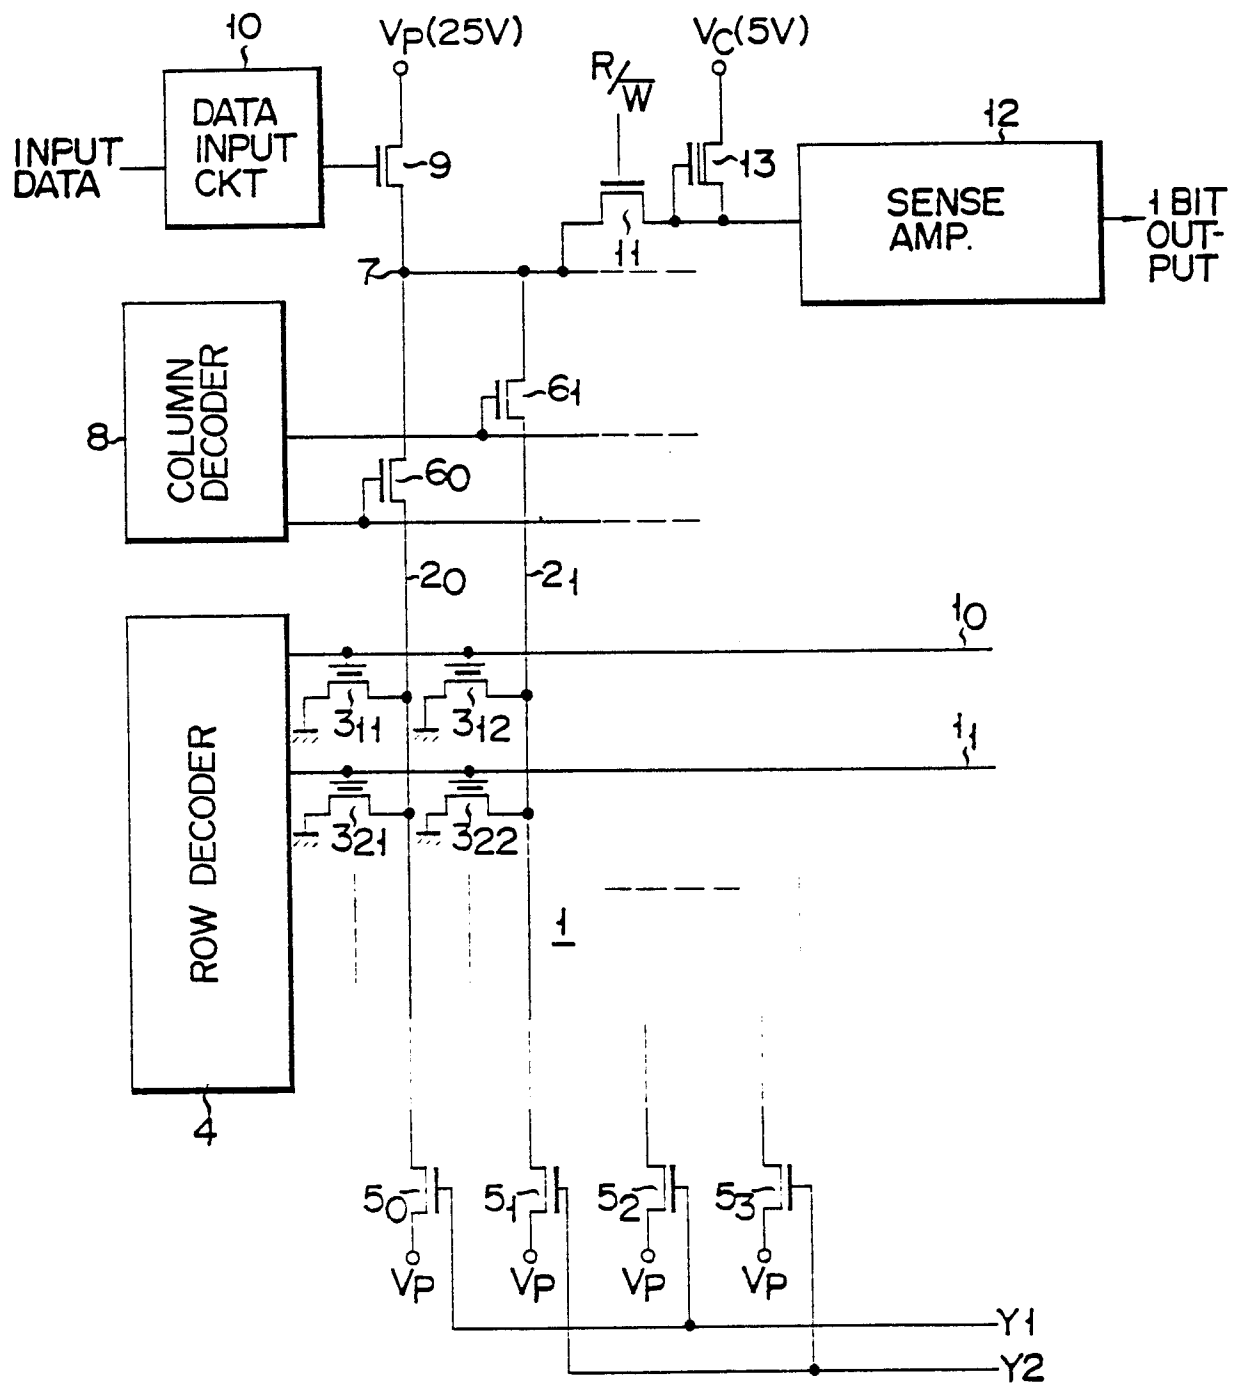 10
VP(25V)
VC(5V)
R/W
12
DATA
INPUT
CKT
INPUT
DATA
9
13
SENSE
AMP.
1 BIT
OUT-
PUT
11
7
COLUMN
DECODER
8
61
60
20
21
10
11
ROW DECODER
311
312
321
322
1
4
50
51
52
53
VP
VP
VP
VP
Y1
Y2